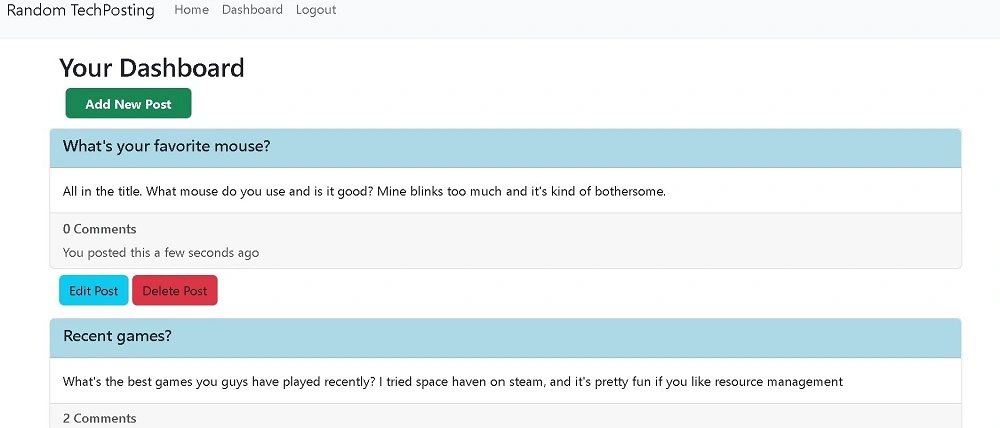 Random TechPosting Home Dashboard Logout
Your Dashboard
Add New Post
What's your favorite mouse?
All in the title. What mouse do you use and is it good? Mine blinks too much and it's kind of bothersome.
0 Comments
You posted this a few seconds ago
Edit Post Delete Post
Recent games?
What's the best games you guys have played recently? I tried space haven on steam, and it's pretty fun if you like resource management
2 Comments